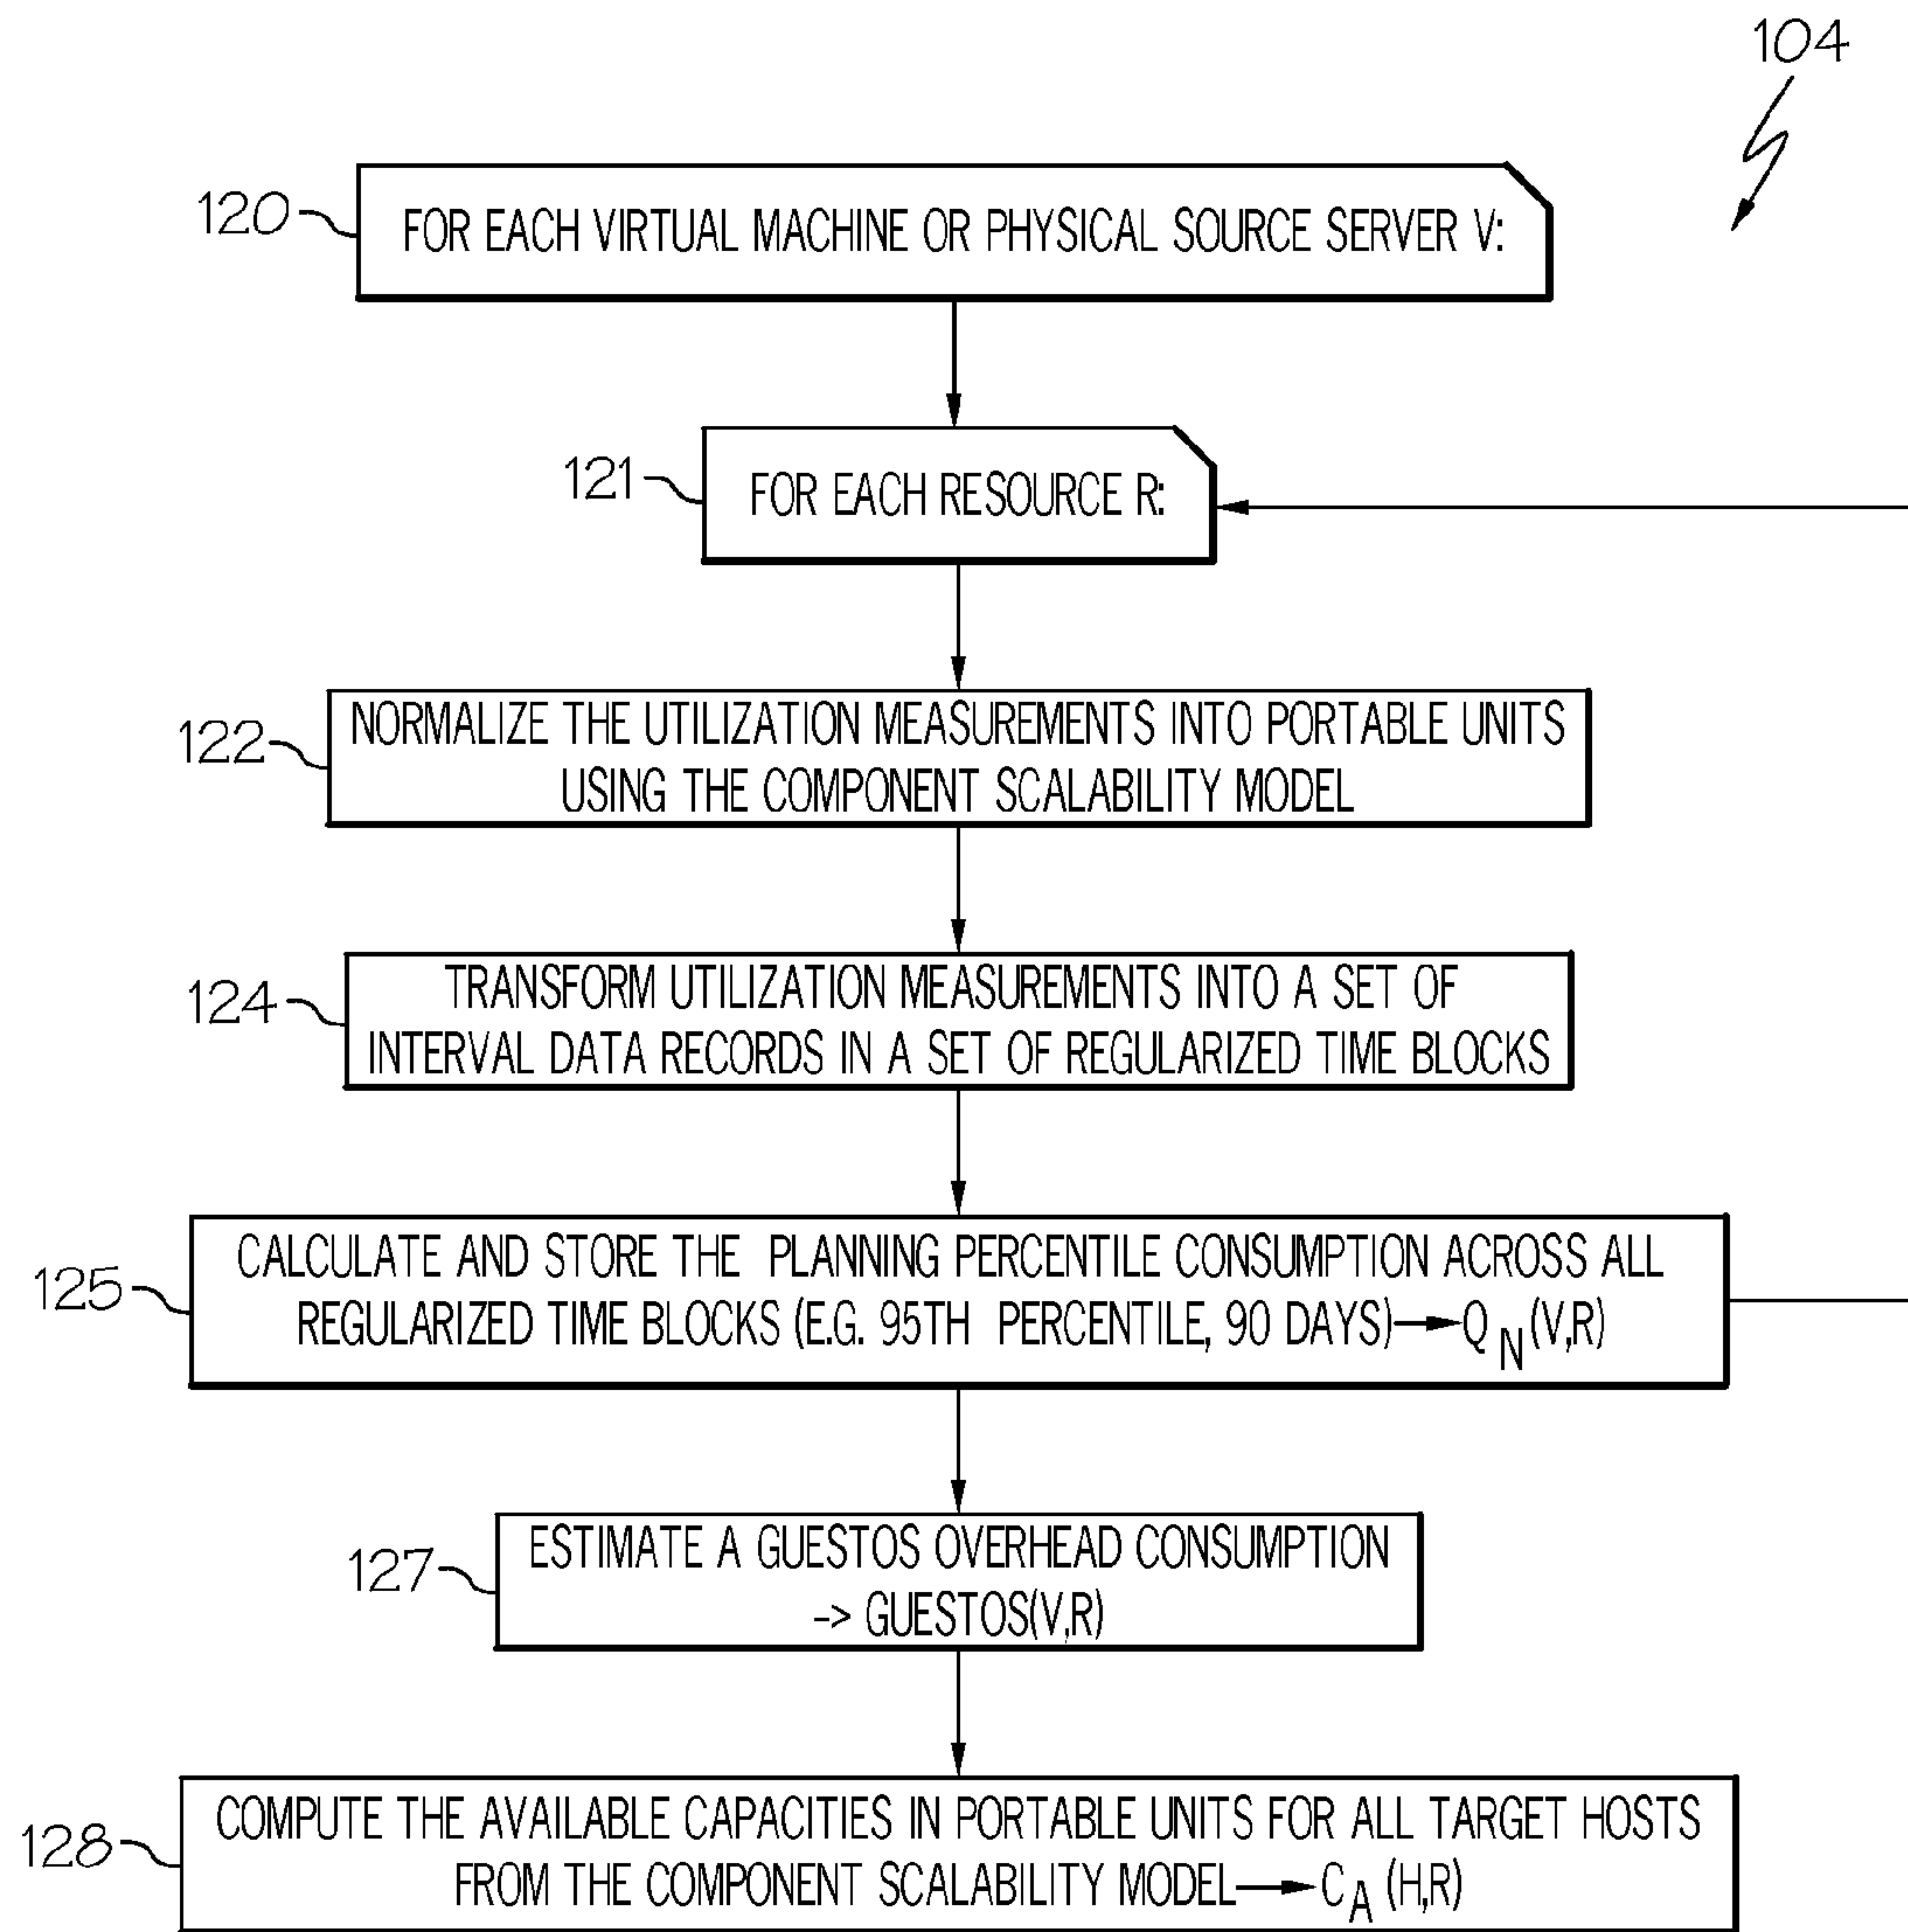 104
120
FOR EACH VIRTUAL MACHINE OR PHYSICAL SOURCE SERVER V:
121
FOR EACH RESOURCE R:
122
NORMALIZE THE UTILIZATION MEASUREMENTS INTO PORTABLE UNITS
USING THE COMPONENT SCALABILITY MODEL
124
TRANSFORM UTILIZATION MEASUREMENTS INTO A SET OF
INTERVAL DATA RECORDS IN A SET OF REGULARIZED TIME BLOCKS
125
CALCULATE AND STORE THE PLANNING PERCENTILE CONSUMPTION ACROSS ALL
REGULARIZED TIME BLOCKS (E.G. 95TH PERCENTILE, 90 DAYS)→Q N (V,R)
127
ESTIMATE A GUESTOS OVERHEAD CONSUMPTION
-> GUESTOS(V,R)
128
COMPUTE THE AVAILABLE CAPACITIES IN PORTABLE UNITS FOR ALL TARGET HOSTS
FROM THE COMPONENT SCALABILITY MODEL→C A (H,R)